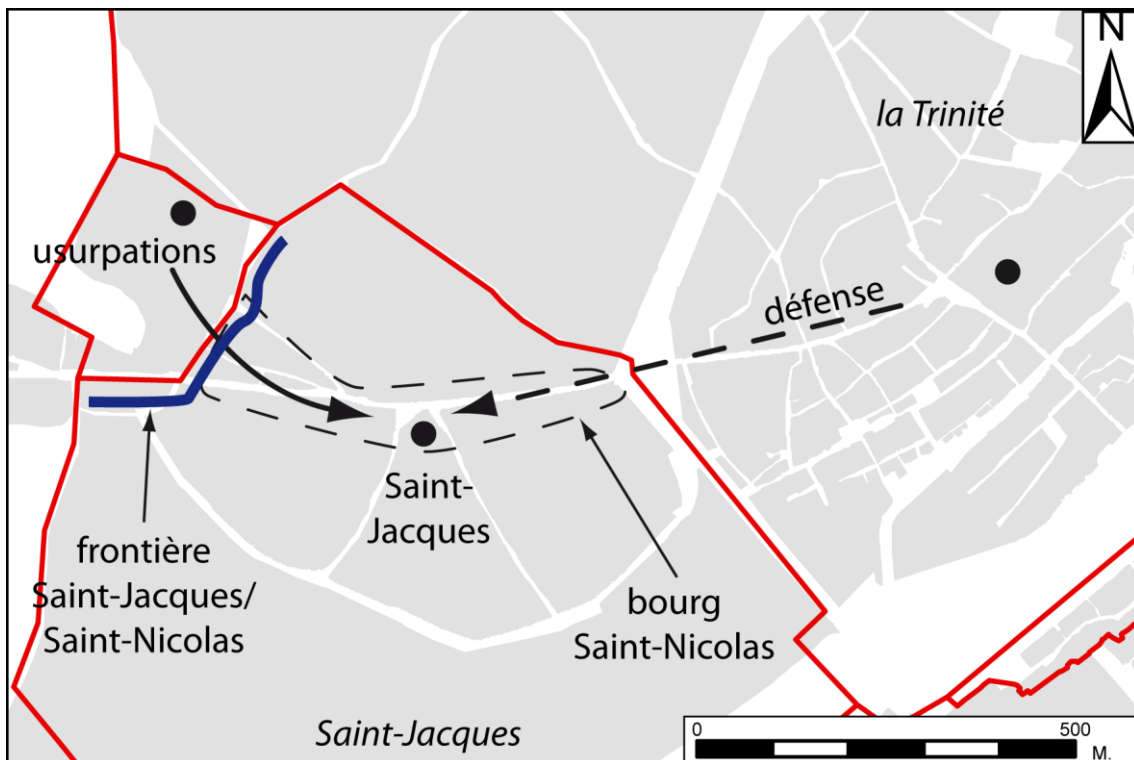 N
la Trinité
usurpations
défense
Saint-
Jacques
frontière
Saint-Jacques/
Saint-Nicolas
bourg
Saint-Nicolas
Saint-Jacques
0 500
M.